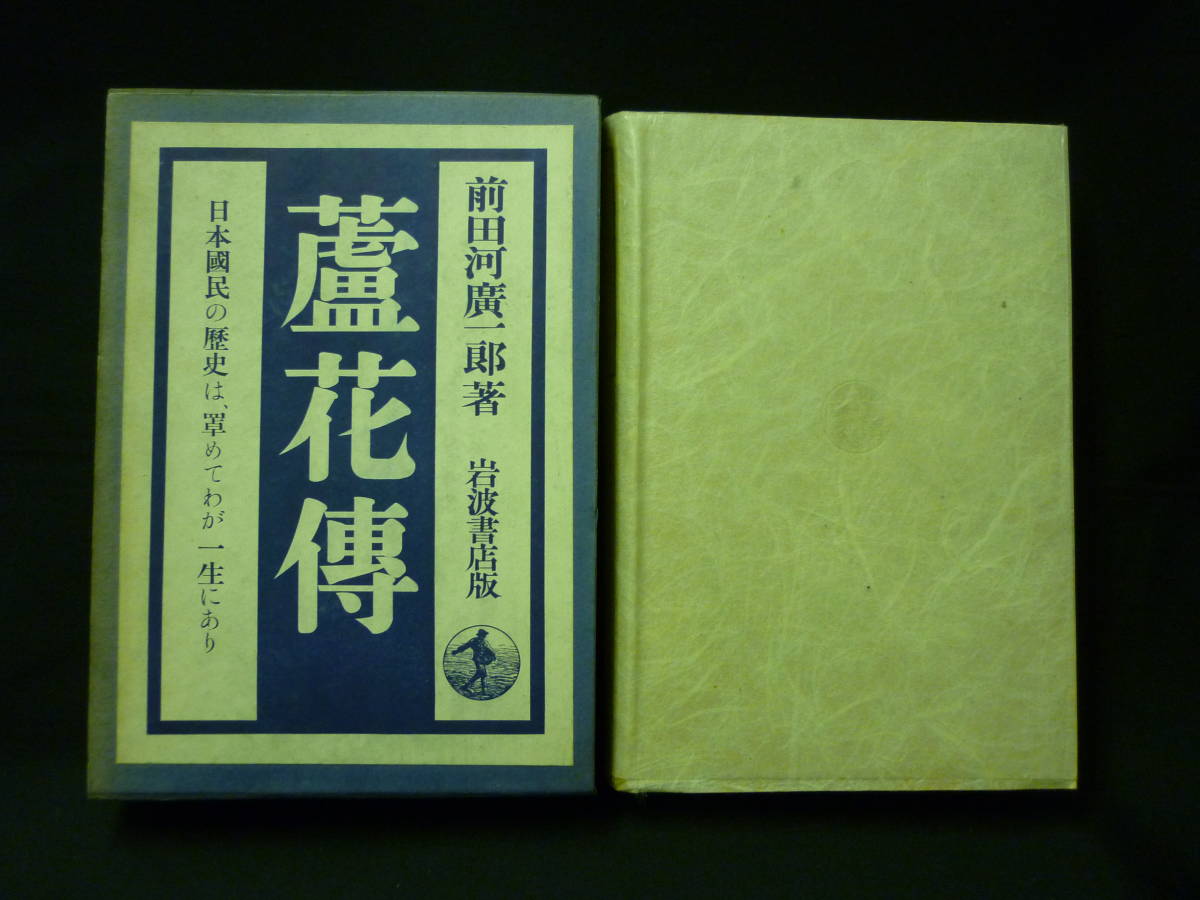 前田河廣一郎著 岩波書店版
蘆花傳
日本國民の歷史は、罩めてわが一生にあり